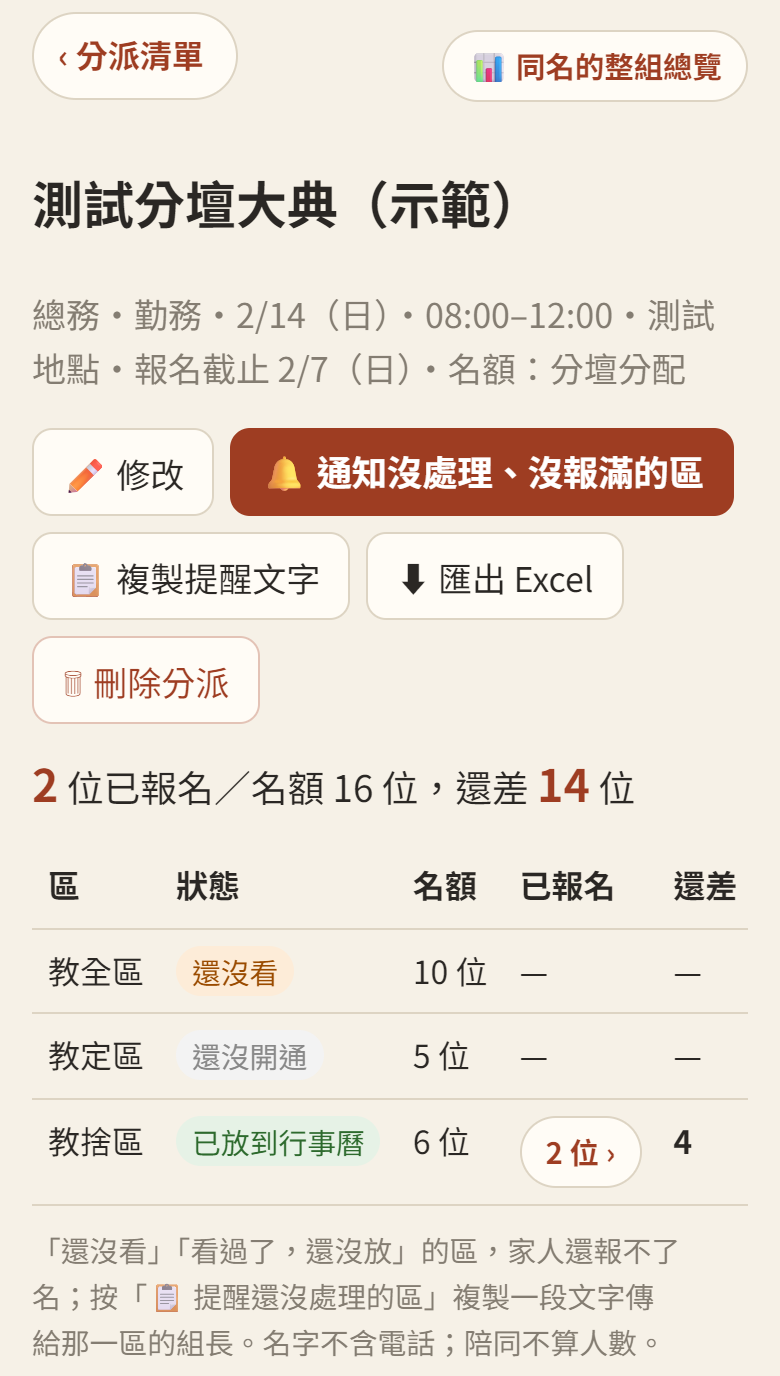 ‹ 分派清單
📊 同名的整組總覽
測試分壇大典（示範）
總務・勤務・2/14（日）・08:00–12:00・測試
地點・報名截止 2/7（日）・名額：分壇分配
✏️ 修改
🔔 通知沒處理、沒報滿的區
📋 複製提醒文字
⬇ 匯出 Excel
🗑 刪除分派
2 位已報名／名額 16 位，還差 14 位
區 狀態 名額 已報名 還差
教全區 還沒看 10 位 — —
教定區 還沒開通 5 位 — —
教捨區 已放到行事曆 6 位 2 位 › 4
「還沒看」「看過了，還沒放」的區，家人還報不了
名；按「📋 提醒還沒處理的區」複製一段文字傳
給那一區的組長。名字不含電話；陪同不算人數。